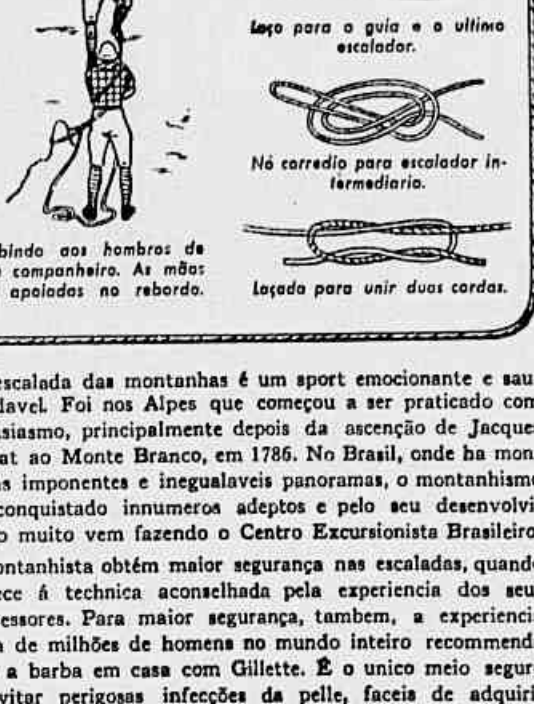 Laço para o guia e o ultimo
escalador.
Nó corredio para escalador in-
termediario.
bindo aos hombros de
companheiro. As mãos
apoiadas no rebordo.
Laçada para unir duas cordas.
escalada das montanhas é um sport emocionante e sau
davel. Foi nos Alpes que começou a ser praticado com
siasmo, principalmente depois da ascenção de Jacque
at ao Monte Branco, em 1786. No Brasil, onde ha mon
as imponentes e inegualaveis panoramas, o montanhismo
conquistado innumeros adeptos e pelo seu desenvolvi
o muito vem fazendo o Centro Excursionista Brasileiro
ontanhista obtém maior segurança nas escaladas, quando
ece á technica aconselhada pela experiencia dos seu
essores. Para maior segurança, tambem, a experienci
a de milhões de homens no mundo inteiro recommend
a barba em casa com Gillette. É o unico meio segur
vitar perigosas infecções da pelle, faceis de adquiri